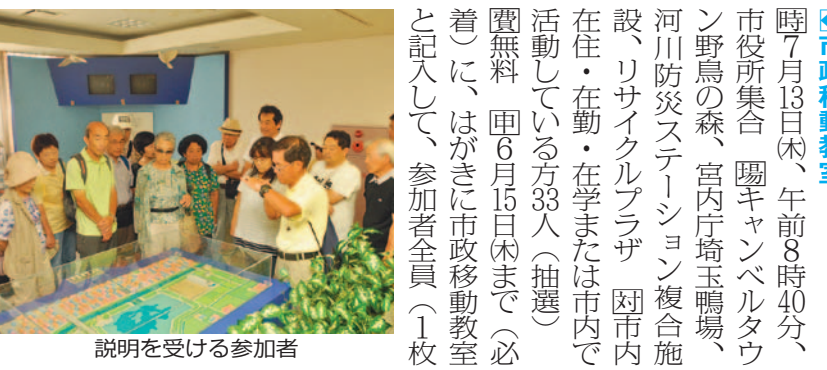 市政移動教室
時7月13日㈭、午前8時40分、
市役所集合　場キャンベルタウ
ン野鳥の森、宮内庁埼玉鴨場、
河川防災ステーション複合施
設、リサイクルプラザ　対市内
在住・在勤・在学または市内で
活動している方33人（抽選）
費無料　申6月15日㈭まで（必
着）に、はがきに市政移動教室
と記入して、参加者全員（1枚
説明を受ける参加者